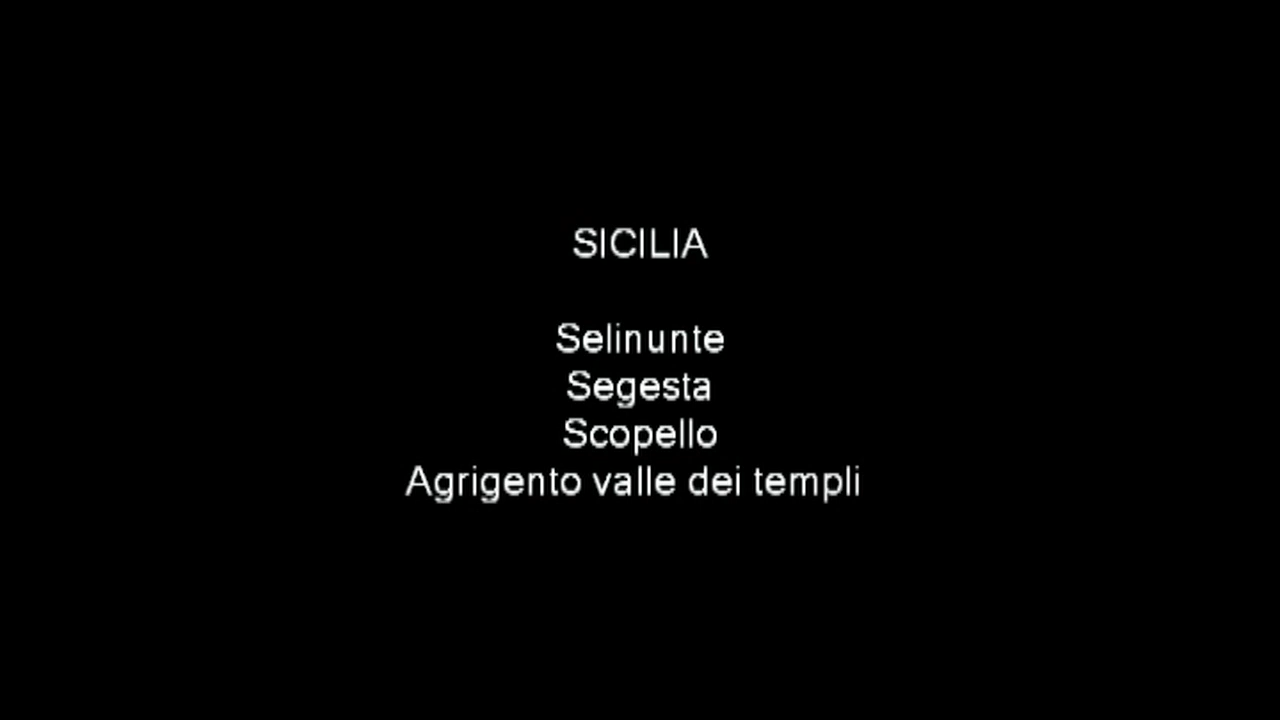 SICILIA
Selinunte
Segesta
Scopello
Agrigento valle dei templi